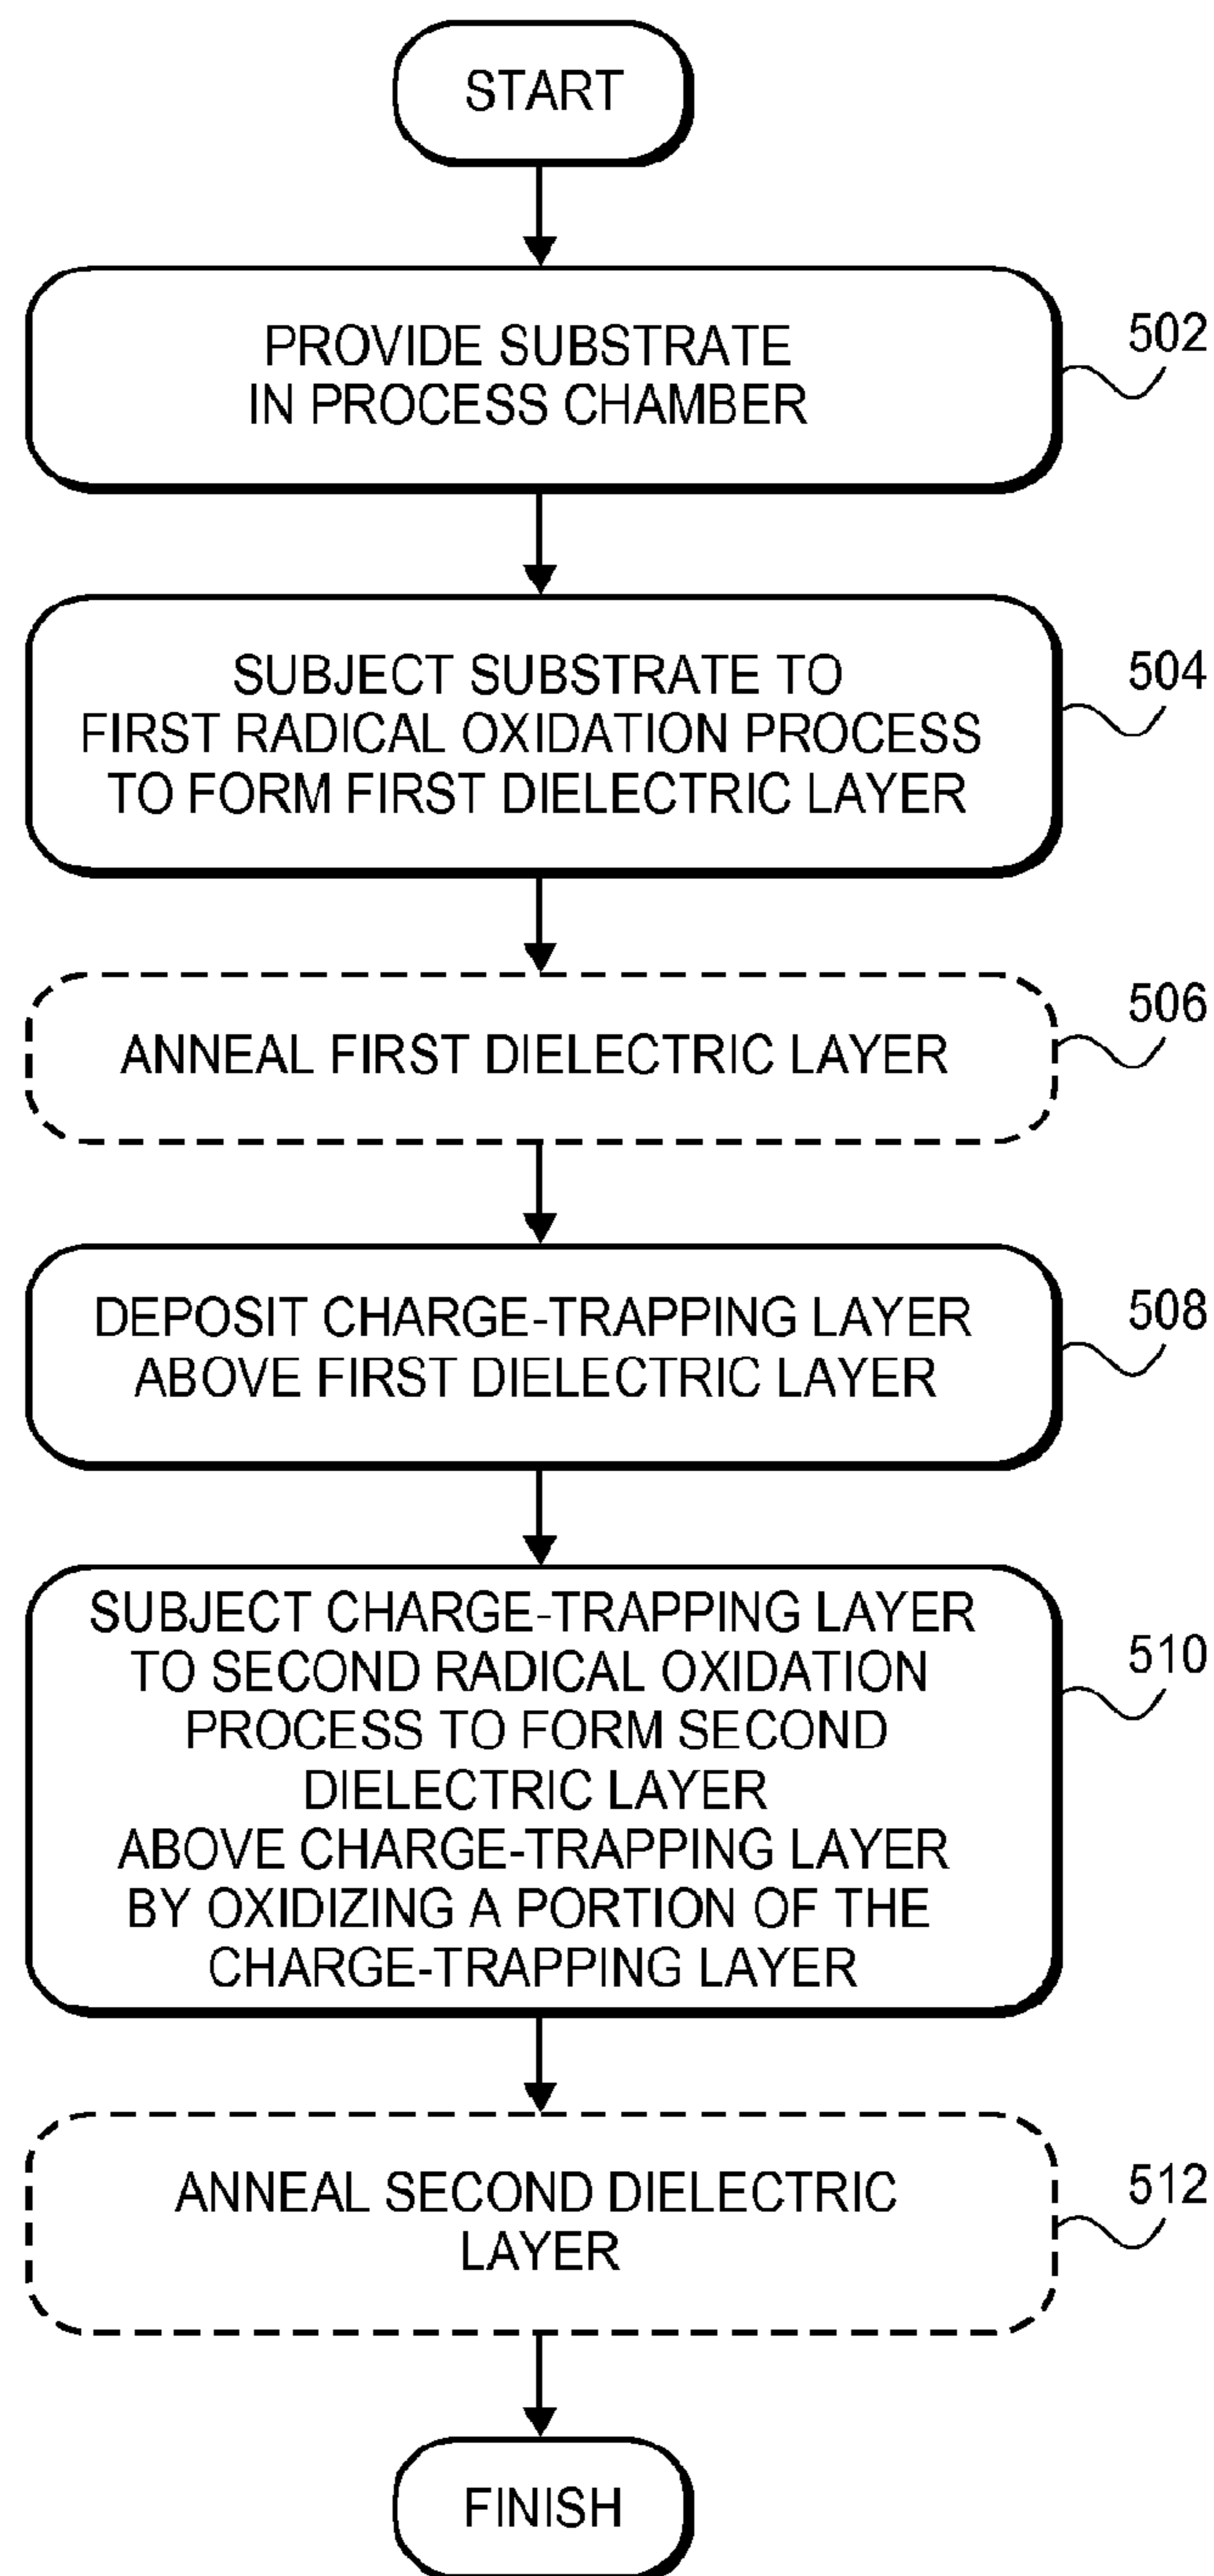 START
PROVIDE SUBSTRATE
IN PROCESS CHAMBER
502
SUBJECT SUBSTRATE TO
FIRST RADICAL OXIDATION PROCESS
TO FORM FIRST DIELECTRIC LAYER
504
ANNEAL FIRST DIELECTRIC LAYER
506
DEPOSIT CHARGE-TRAPPING LAYER
ABOVE FIRST DIELECTRIC LAYER
508
SUBJECT CHARGE-TRAPPING LAYER
TO SECOND RADICAL OXIDATION
PROCESS TO FORM SECOND
DIELECTRIC LAYER
ABOVE CHARGE-TRAPPING LAYER
BY OXIDIZING A PORTION OF THE
CHARGE-TRAPPING LAYER
510
ANNEAL SECOND DIELECTRIC
LAYER
512
FINISH